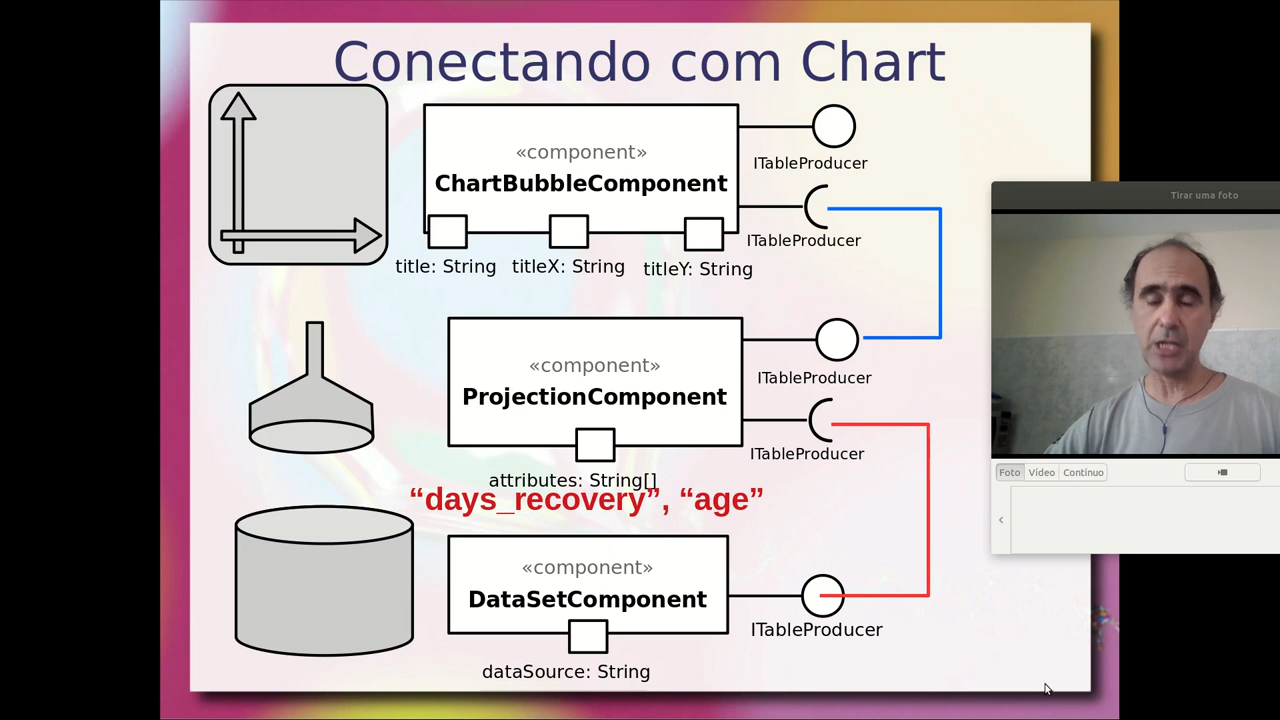 Conectando com Chart
«component»
ChartBubbleComponent
title: String
titleX: String
titleY: String
ITableProducer
ITableProducer
«component»
ProjectionComponent
attributes: String[]
ITableProducer
ITableProducer
“days_recovery”, “age”
«component»
DataSetComponent
dataSource: String
ITableProducer
Tirar uma foto
Foto
Vídeo
Contínuo